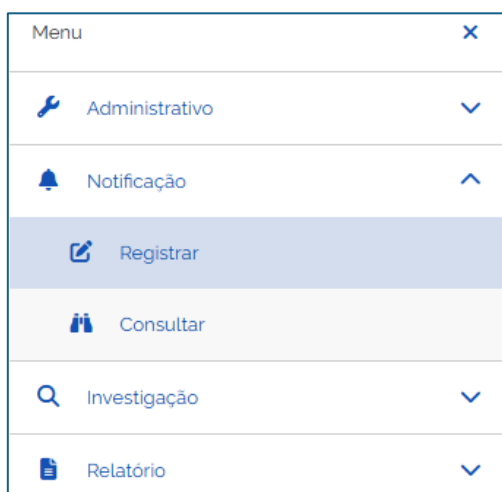 Menu
Administrativo
Notificação
Registrar
Consultar
Investigação
Relatório